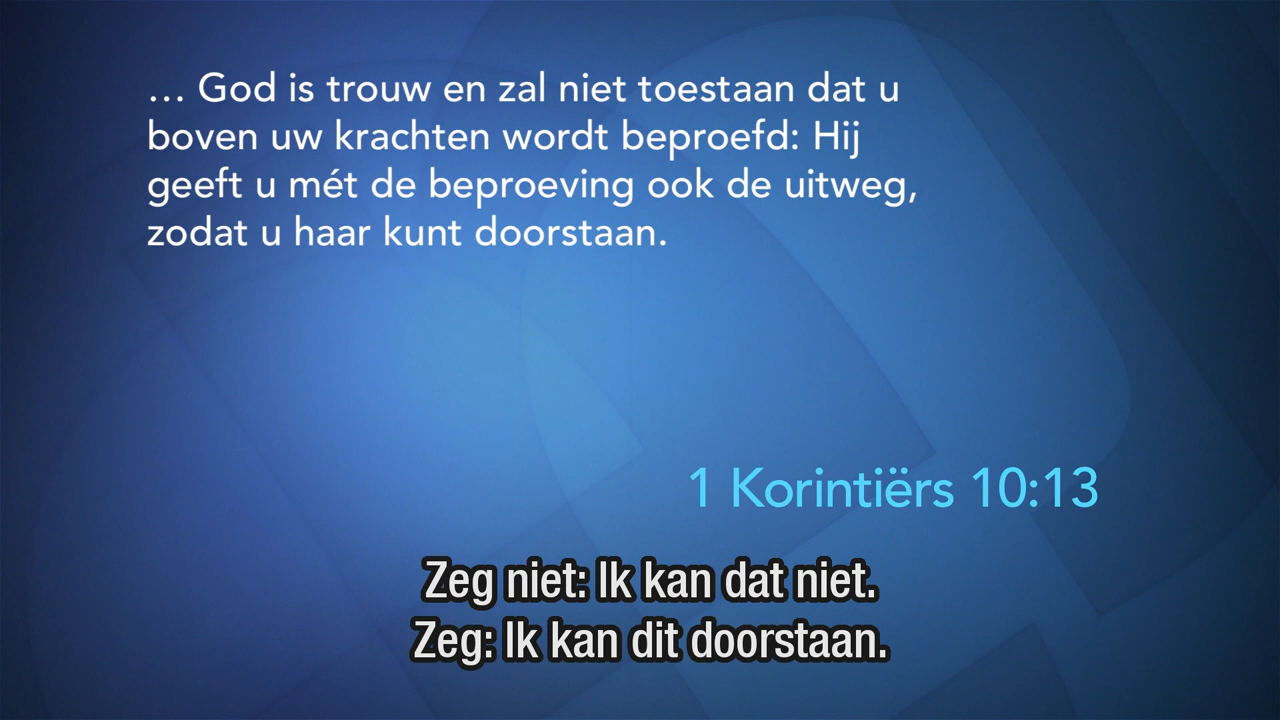 … God is trouw en zal niet toestaan dat u
boven uw krachten wordt beproefd: Hij
geeft u mét de beproeving ook de uitweg,
zodat u haar kunt doorstaan.
1 Korintiërs 10:13
Zeg niet: Ik kan dat niet.
Zeg: Ik kan dit doorstaan.